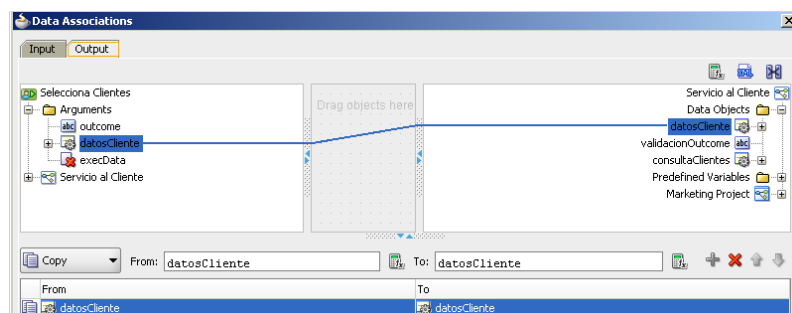 Data Associations
Input Output
Selecciona Clientes
Arguments
outcome
datosCliente
execData
Servicio al Cliente
Drag objects here
Servicio al Cliente
Data Objects
datosCliente
validacionOutcome
consultaClientes
Predefined Variables
Marketing Project
Copy From: datosCliente To: datosCliente
From To
datosCliente datosCliente